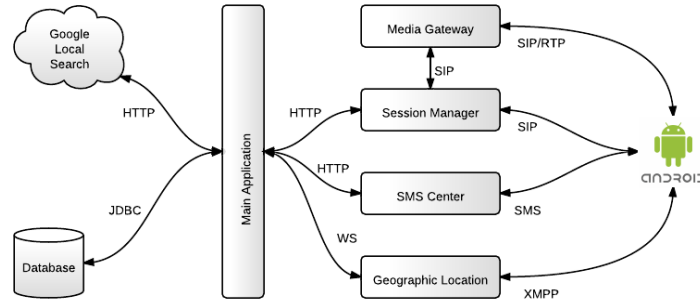 Google
Local
Search
HTTP
JDBC
Database
Main Application
HTTP
HTTP
WS
Media Gateway
SIP
Session Manager
SMS Center
Geographic Location
SIP/RTP
SIP
SMS
XMPP
ANDROID